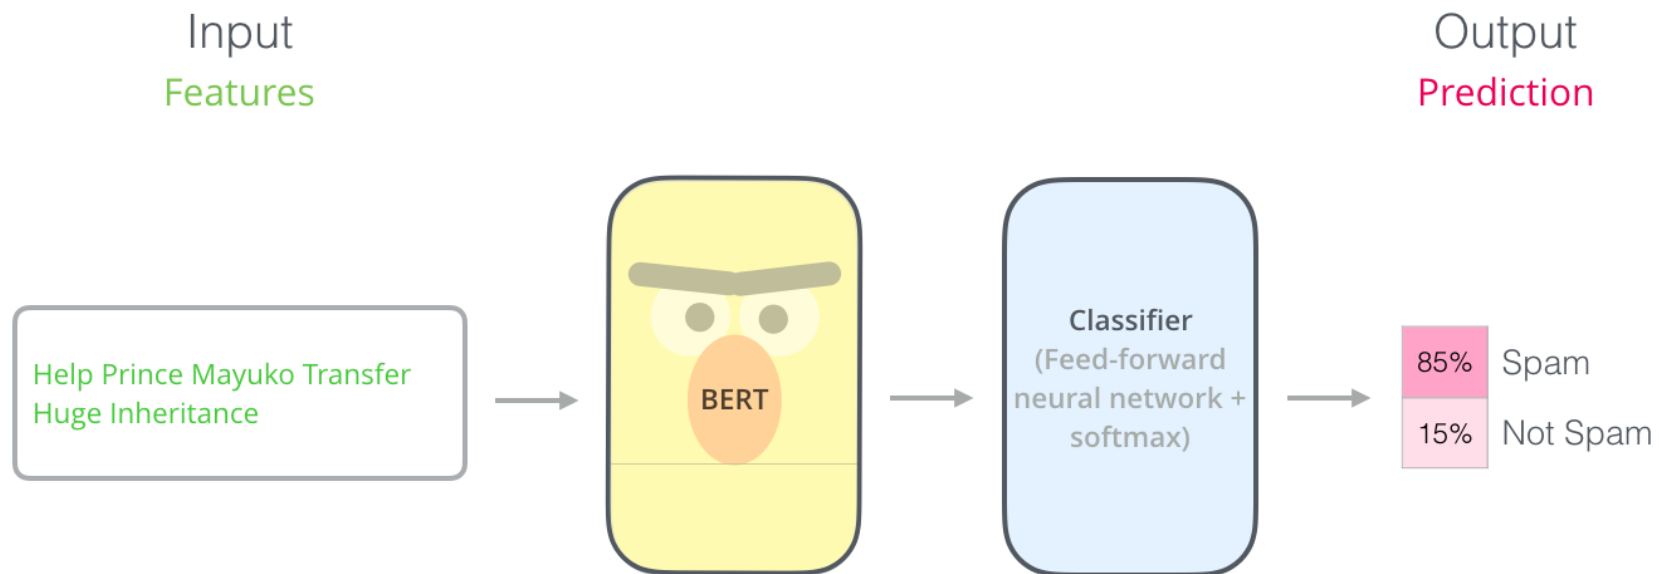 Input
Features
Output
Prediction
Help Prince Mayuko Transfer
Huge Inheritance
BERT
Classifier
(Feed-forward
neural network +
softmax)
85% Spam
15% Not Spam